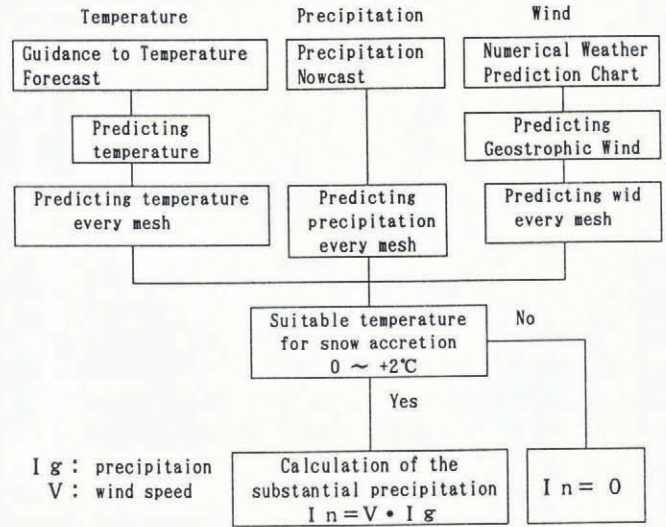 Temperature
Precipitation
Wind
Guidance to Temperature
Forecast
Precipitation
Nowcast
Numerical Weather
Prediction Chart
Predicting
temperature
Predicting
Geostrophic Wind
Predicting temperature
every mesh
Predicting
precipitation
every mesh
Predicting wid
every mesh
Suitable temperature
for snow accretion
0 ～ +2℃
No
Yes
I g : precipitaion
V : wind speed
Calculation of the
substantial precipitation
I n = V • I g
I n = 0